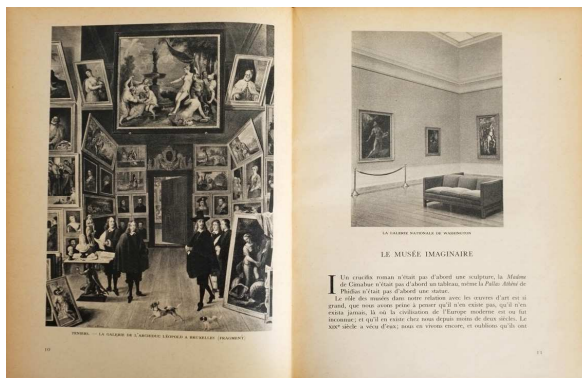 TENIERS. — LA GALERIE DE L'ARCHIDUC LÉOPOLD A BRUXELLES (FRAGMENT)
LA GALERIE NATIONALE DE WASHINGTON
LE MUSÉE IMAGINAIRE
Un crucifix roman n'était pas d'abord une sculpture, la Madone
de Cimabue n'était pas d'abord un tableau, même la Pallas Athéné de
Phidias n'était pas d'abord une statue.
Le rôle des musées dans notre relation avec les œuvres d'art est si
grand, que nous avons peine à penser qu'il n'en existe pas, qu'il n'en
exista jamais, là où la civilisation de l'Europe moderne est ou fut
inconnue ; et qu'il en existe chez nous depuis moins de deux siècles. Le
XIXe siècle a vécu d'eux ; nous en vivons encore, et oublions qu'ils ont